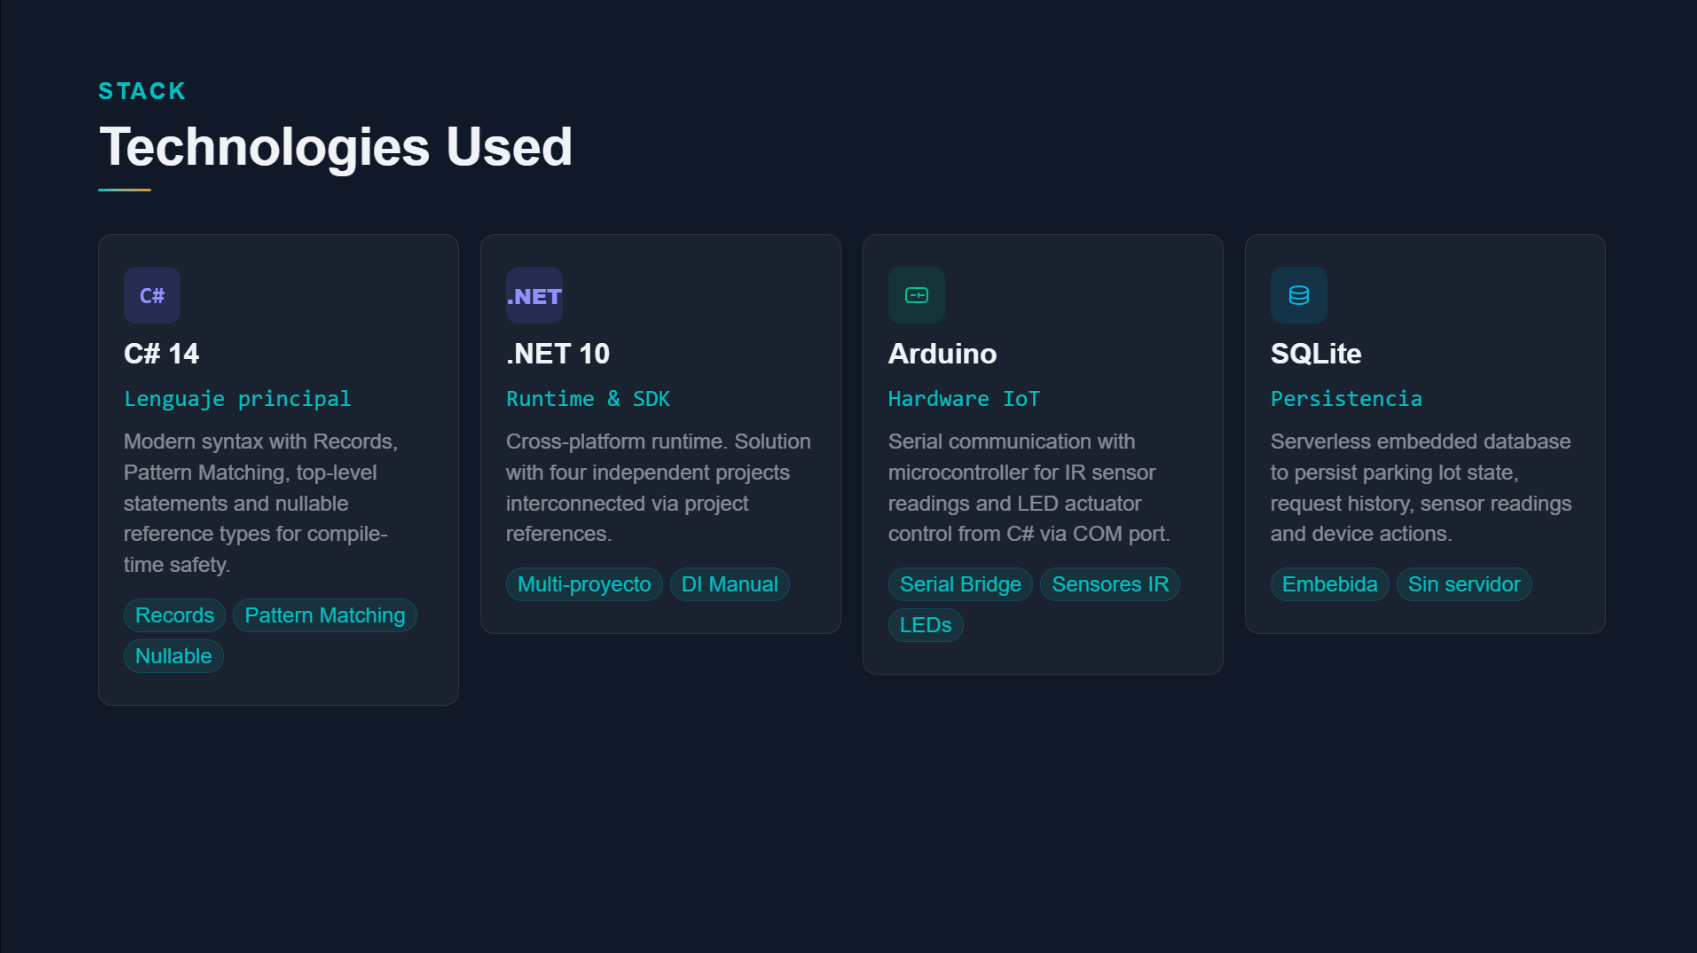 STACK
Technologies Used
C#
C# 14
Lenguaje principal
Modern syntax with Records,
Pattern Matching, top-level
statements and nullable
reference types for compile-
time safety.
Records
Pattern Matching
Nullable
.NET
.NET 10
Runtime & SDK
Cross-platform runtime. Solution
with four independent projects
interconnected via project
references.
Multi-proyecto
DI Manual
Arduino
Hardware IoT
Serial communication with
microcontroller for IR sensor
readings and LED actuator
control from C# via COM port.
Serial Bridge
Sensores IR
LEDs
SQLite
Persistencia
Serverless embedded database
to persist parking lot state,
request history, sensor readings
and device actions.
Embebida
Sin servidor